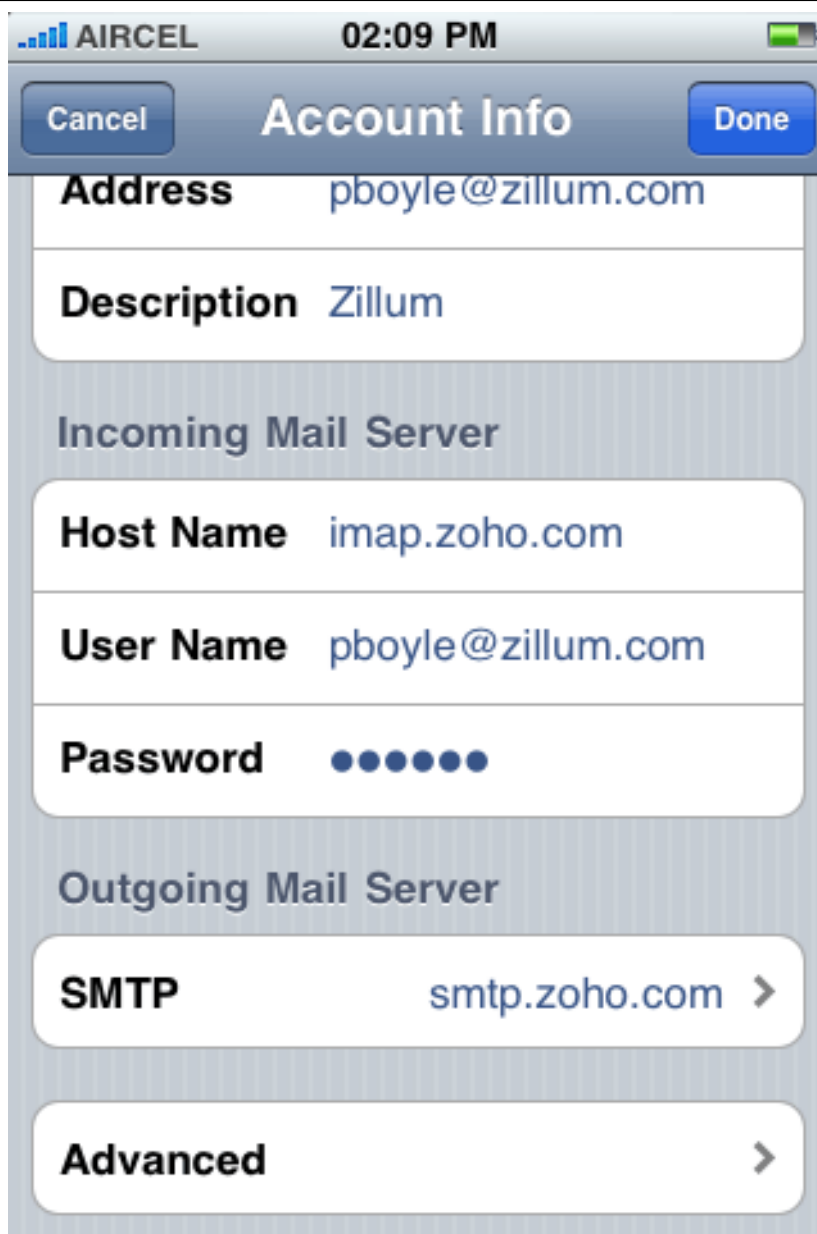 AIRCEL 02:09 PM
Cancel Account Info Done
Address pboyle@zillum.com
Description Zillum
Incoming Mail Server
Host Name imap.zoho.com
User Name pboyle@zillum.com
Password ●●●●●●
Outgoing Mail Server
SMTP smtp.zoho.com
Advanced